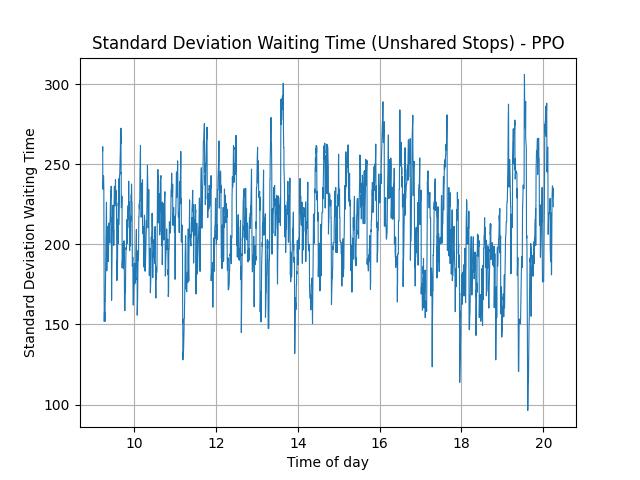 Standard Deviation Waiting Time (Unshared Stops) - PPO
Standard Deviation Waiting Time
300
250
200
150
100
10 12 14 16 18 20
Time of day